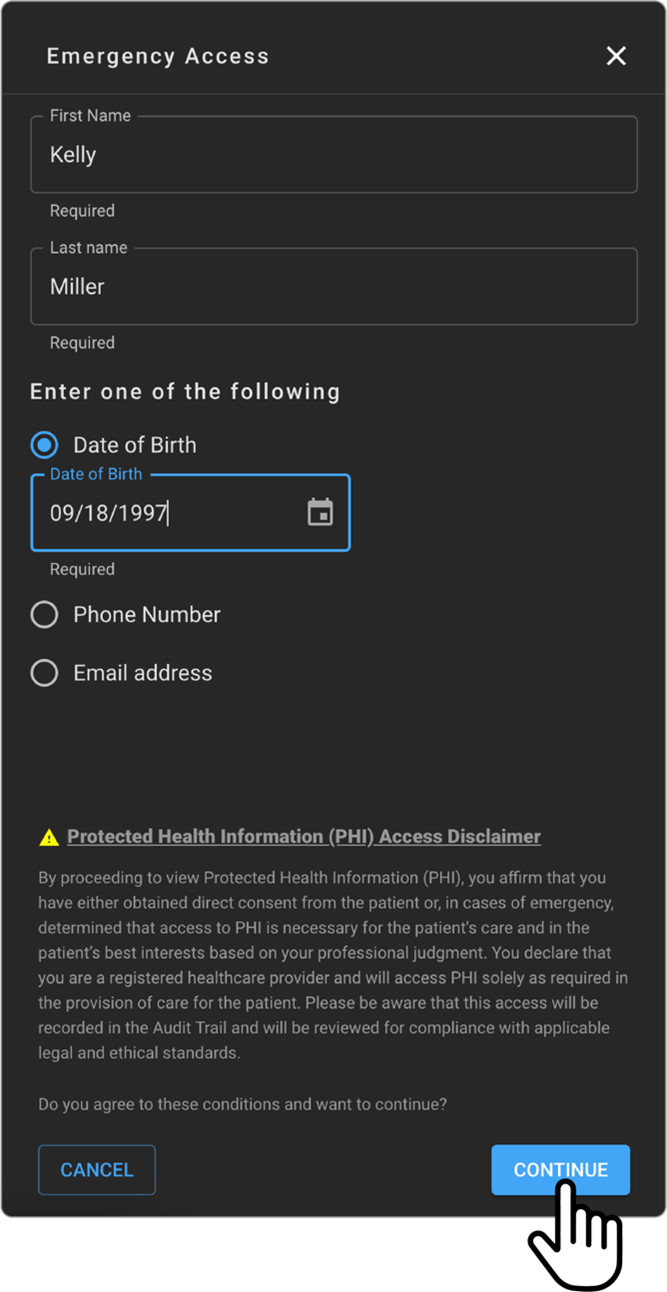 Emergency Access
First Name
Kelly
Required
Last name
Miller
Required
Enter one of the following
Date of Birth
Date of Birth
09/18/1997
Required
Phone Number
Email address
Protected Health Information (PHI) Access Disclaimer
By proceeding to view Protected Health Information (PHI), you affirm that you
have either obtained direct consent from the patient or, in cases of emergency,
determined that access to PHI is necessary for the patient's care and in the
patient’s best interests based on your professional judgment. You declare that
you are a registered healthcare provider and will access PHI solely as required in
the provision of care for the patient. Please be aware that this access will be
recorded in the Audit Trail and will be reviewed for compliance with applicable
legal and ethical standards.
Do you agree to these conditions and want to continue?
CANCEL
CONTINUE